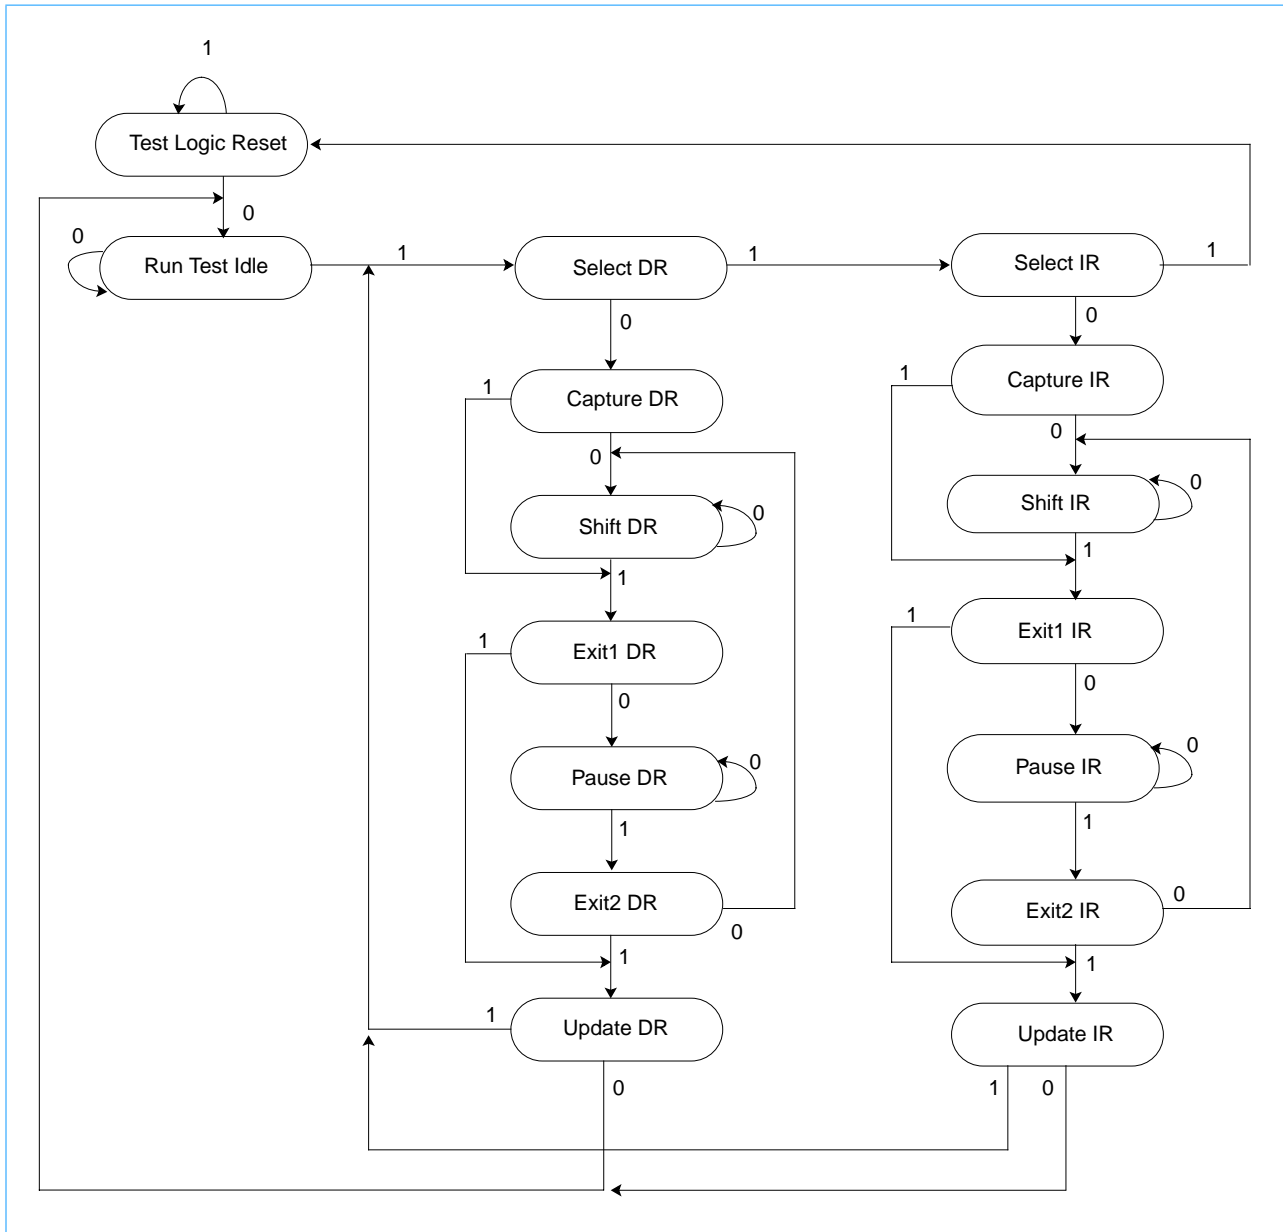 1
Test Logic Reset
0
0
Run Test Idle
1
Select DR
1
Select IR
1
0
0
1
Capture DR
1
Capture IR
0
0
Shift DR
0
Shift IR
0
1
1
1
Exit1 DR
1
Exit1 IR
0
0
Pause DR
0
Pause IR
0
1
1
Exit2 DR
0
Exit2 IR
0
1
1
1
Update DR
Update IR
0
1
0